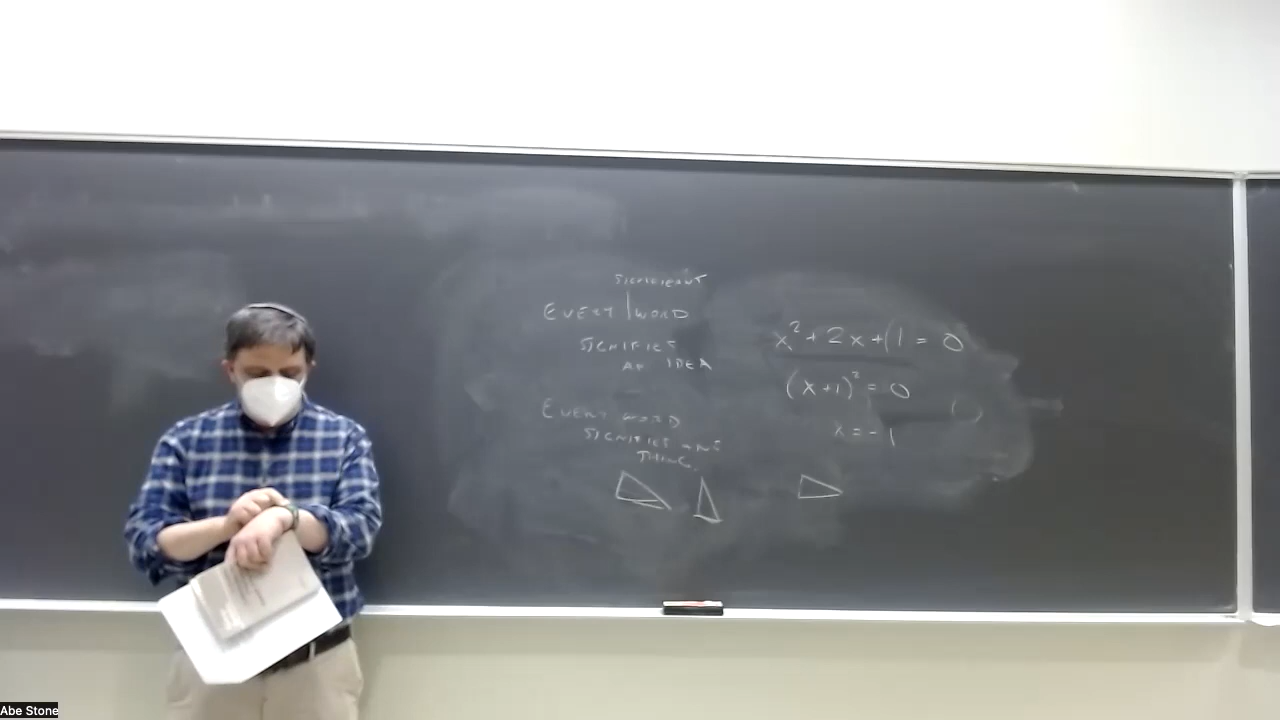 SIGNIFICANT
EVERY WORD
SIGNIFIES
AN IDEA
EVERY WORD
SIGNIFIES
THING
x² + 2x + 1 = 0
(x+1)² = 0
x = -1
Abe Stone